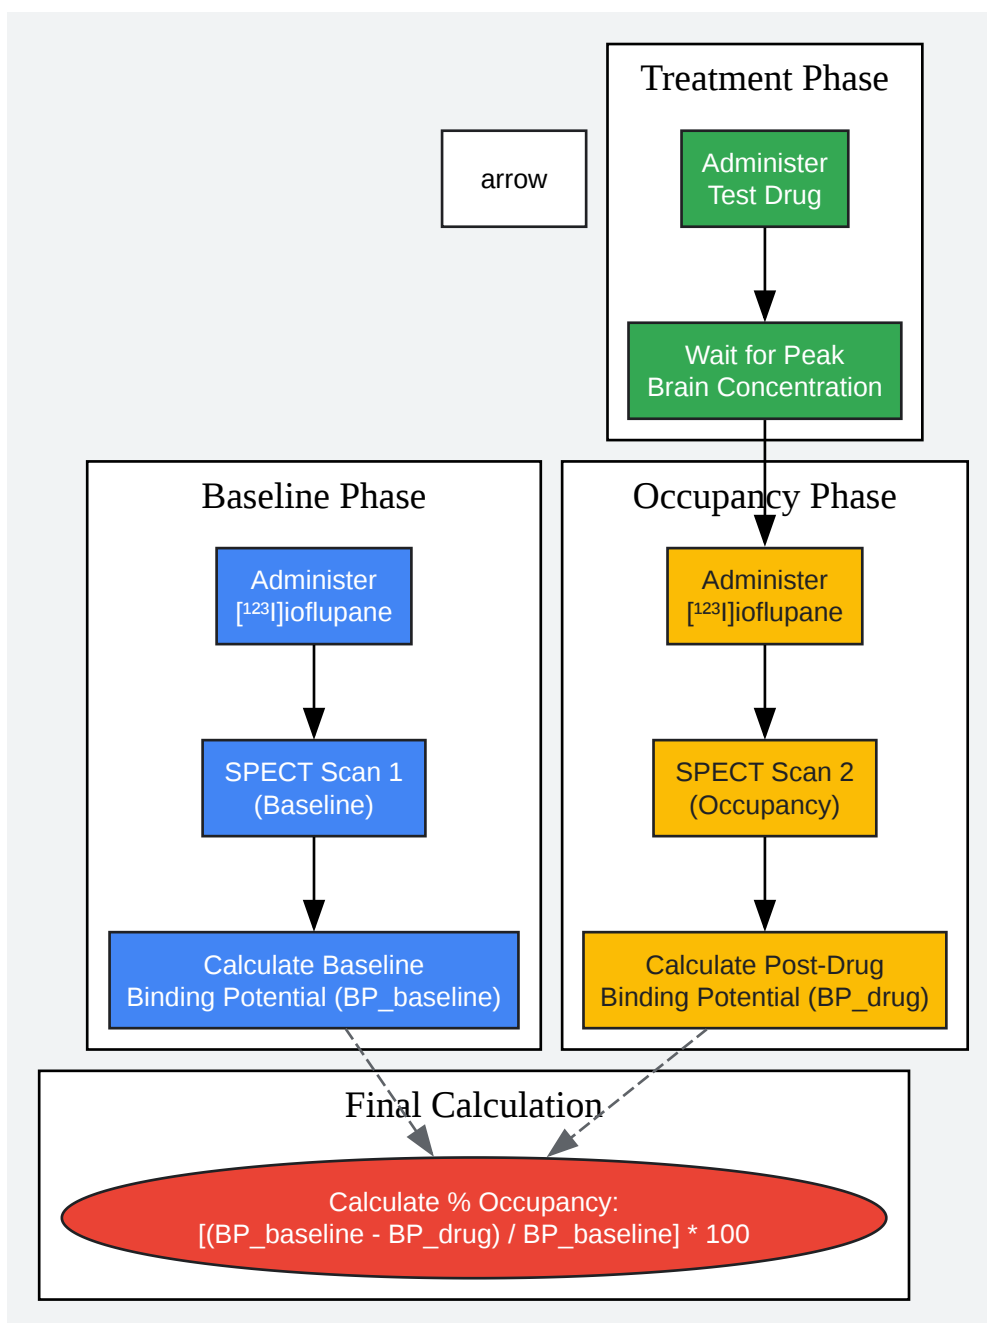 Treatment Phase
arrow
Administer
Test Drug
Wait for Peak
Brain Concentration
Baseline Phase
Administer
[¹²³I]ioflupane
SPECT Scan 1
(Baseline)
Calculate Baseline
Binding Potential (BP_baseline)
Occupancy Phase
Administer
[¹²³I]ioflupane
SPECT Scan 2
(Occupancy)
Calculate Post-Drug
Binding Potential (BP_drug)
Final Calculation
Calculate % Occupancy:
[(BP_baseline - BP_drug) / BP_baseline] * 100